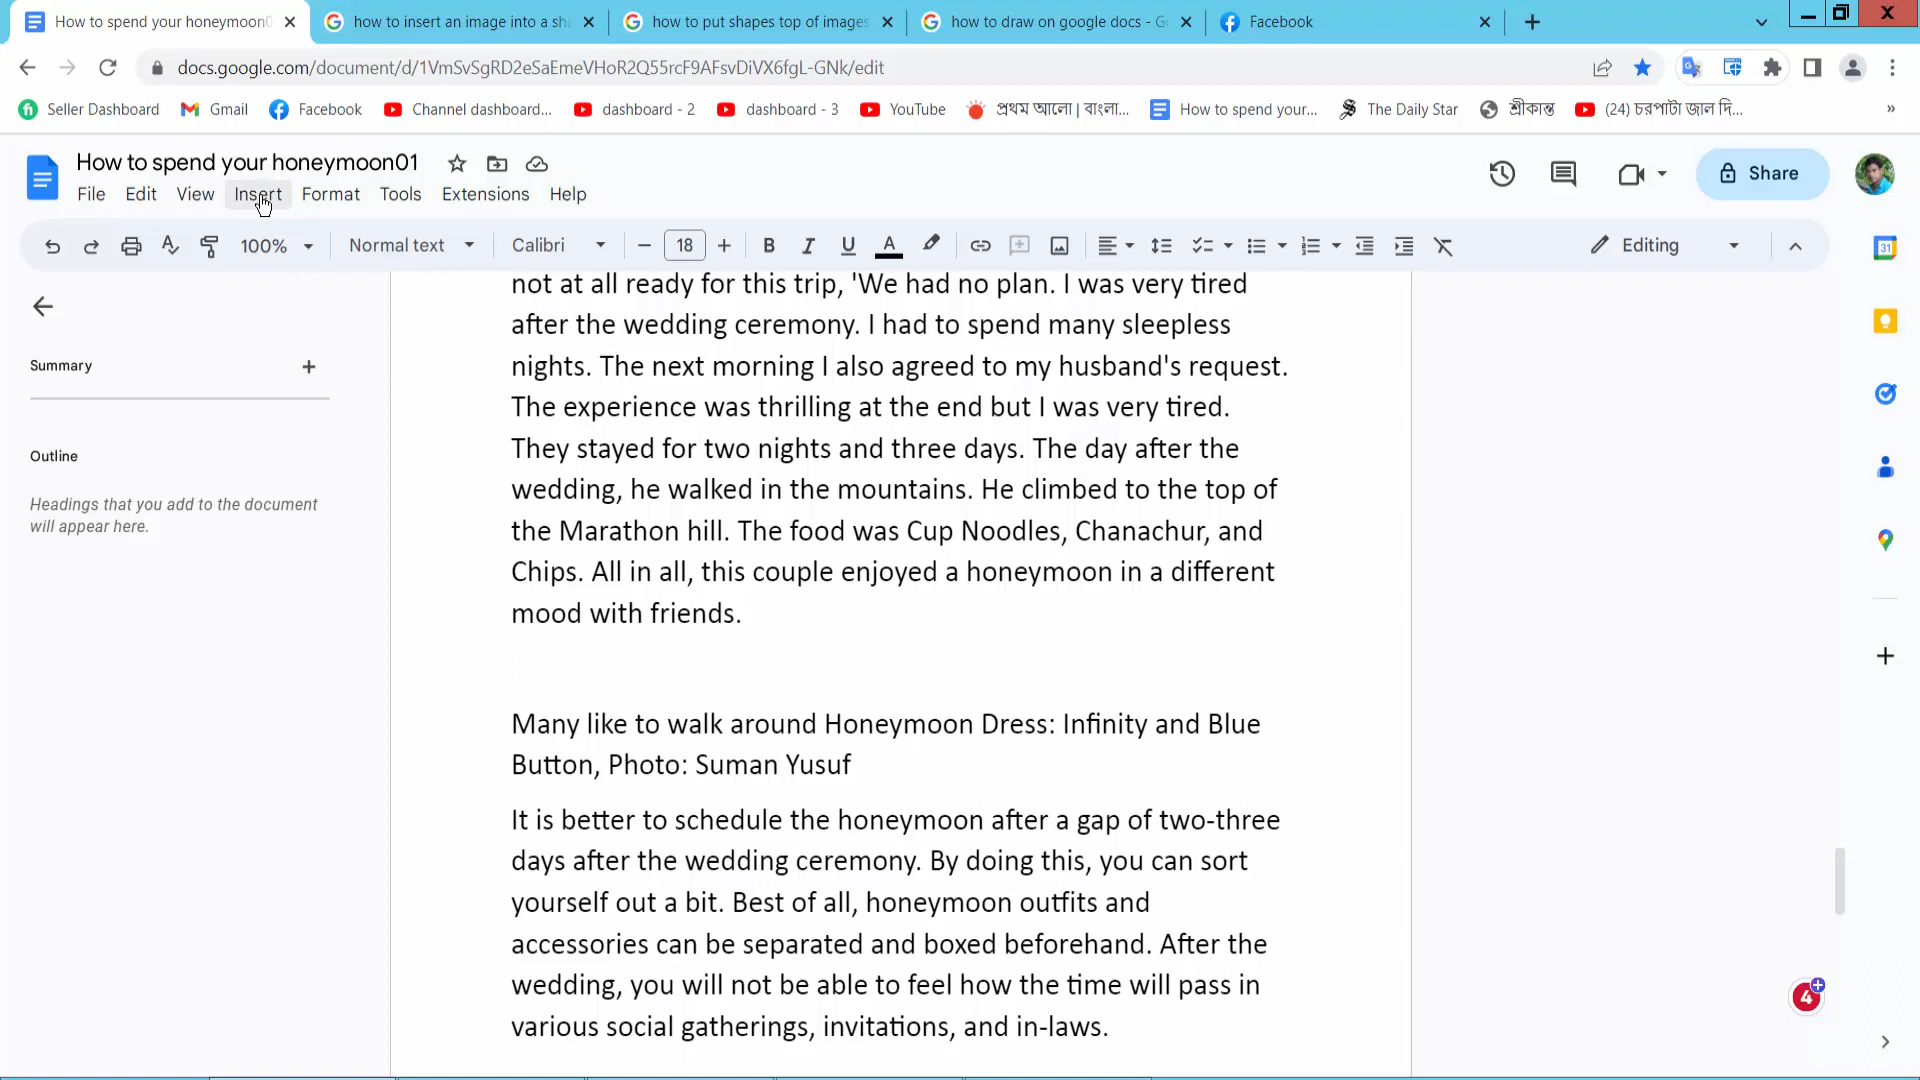 How to spend your honeymoon0
how to insert an image into a sha
how to put shapes top of images
how to draw on google docs - Go
Facebook
docs.google.com/document/d/1VmSvSgRD2eSaEmeVHoR2Q55rcF9AFsvDiVX6fgL-GNk/edit
Seller Dashboard
Gmail
Facebook
Channel dashboard...
dashboard - 2
dashboard - 3
YouTube
প্রথম আলো | বাংলা...
How to spend your...
The Daily Star
শ্রীকান্ত
(24) চরপাটা জাল দি...
»
How to spend your honeymoon01
File Edit View Insert Format Tools Extensions Help
Share
100%
Normal text
Calibri
18
B I U A
Editing
31
Summary
Outline
Headings that you add to the document
will appear here.
not at all ready for this trip, 'We had no plan. I was very tired
after the wedding ceremony. I had to spend many sleepless
nights. The next morning I also agreed to my husband's request.
The experience was thrilling at the end but I was very tired.
They stayed for two nights and three days. The day after the
wedding, he walked in the mountains. He climbed to the top of
the Marathon hill. The food was Cup Noodles, Chanachur, and
Chips. All in all, this couple enjoyed a honeymoon in a different
mood with friends.
Many like to walk around Honeymoon Dress: Infinity and Blue
Button, Photo: Suman Yusuf
It is better to schedule the honeymoon after a gap of two-three
days after the wedding ceremony. By doing this, you can sort
yourself out a bit. Best of all, honeymoon outfits and
accessories can be separated and boxed beforehand. After the
wedding, you will not be able to feel how the time will pass in
various social gatherings, invitations, and in-laws.
4